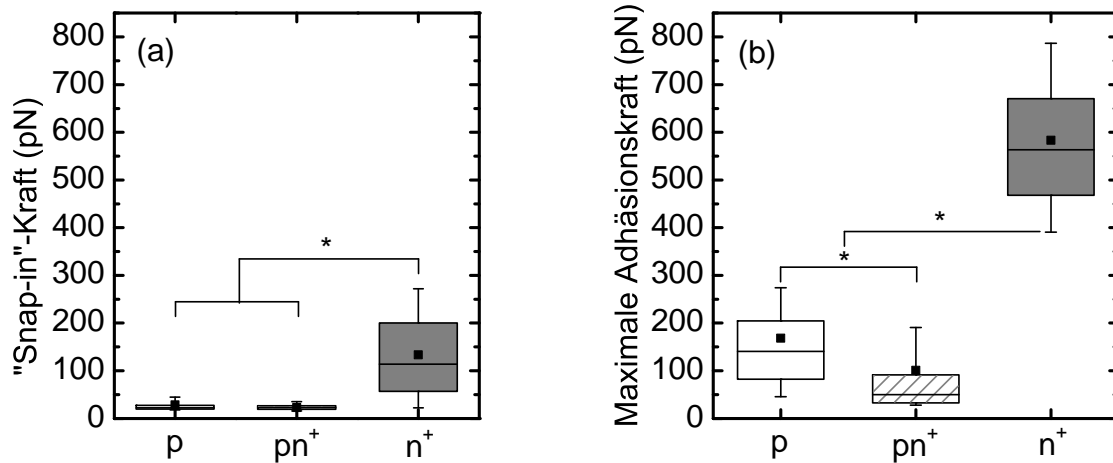 (a)
"Snap-in"-Kraft (pN)
800
700
600
500
400
300
200
100
0
*
p
pn⁺
n⁺
(b)
Maximale Adhäsionskraft (pN)
800
700
600
500
400
300
200
100
0
*
*
p
pn⁺
n⁺